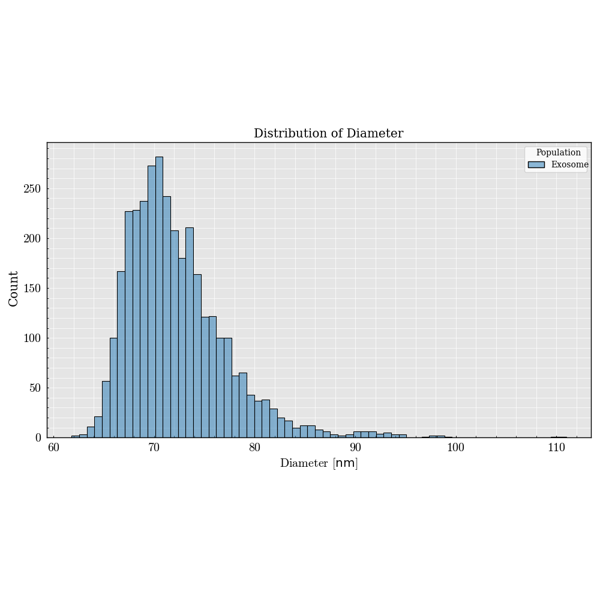 Distribution of Diameter
Population
Exosome
Count
250
200
150
100
50
0
60 70 80 90 100 110
Diameter [nm]